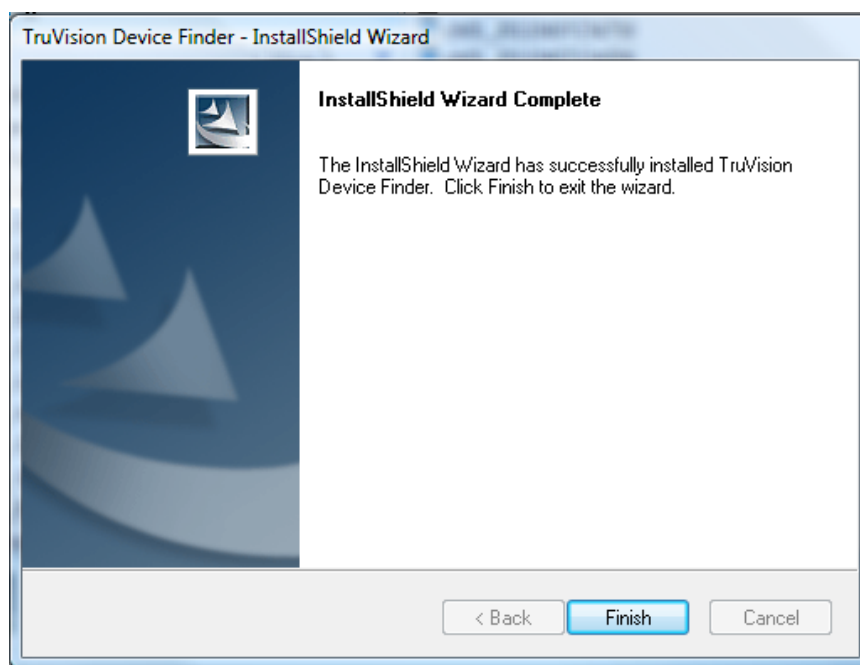 TruVision Device Finder - InstallShield Wizard
InstallShield Wizard Complete
The InstallShield Wizard has successfully installed TruVision
Device Finder.  Click Finish to exit the wizard.
< Back
Finish
Cancel